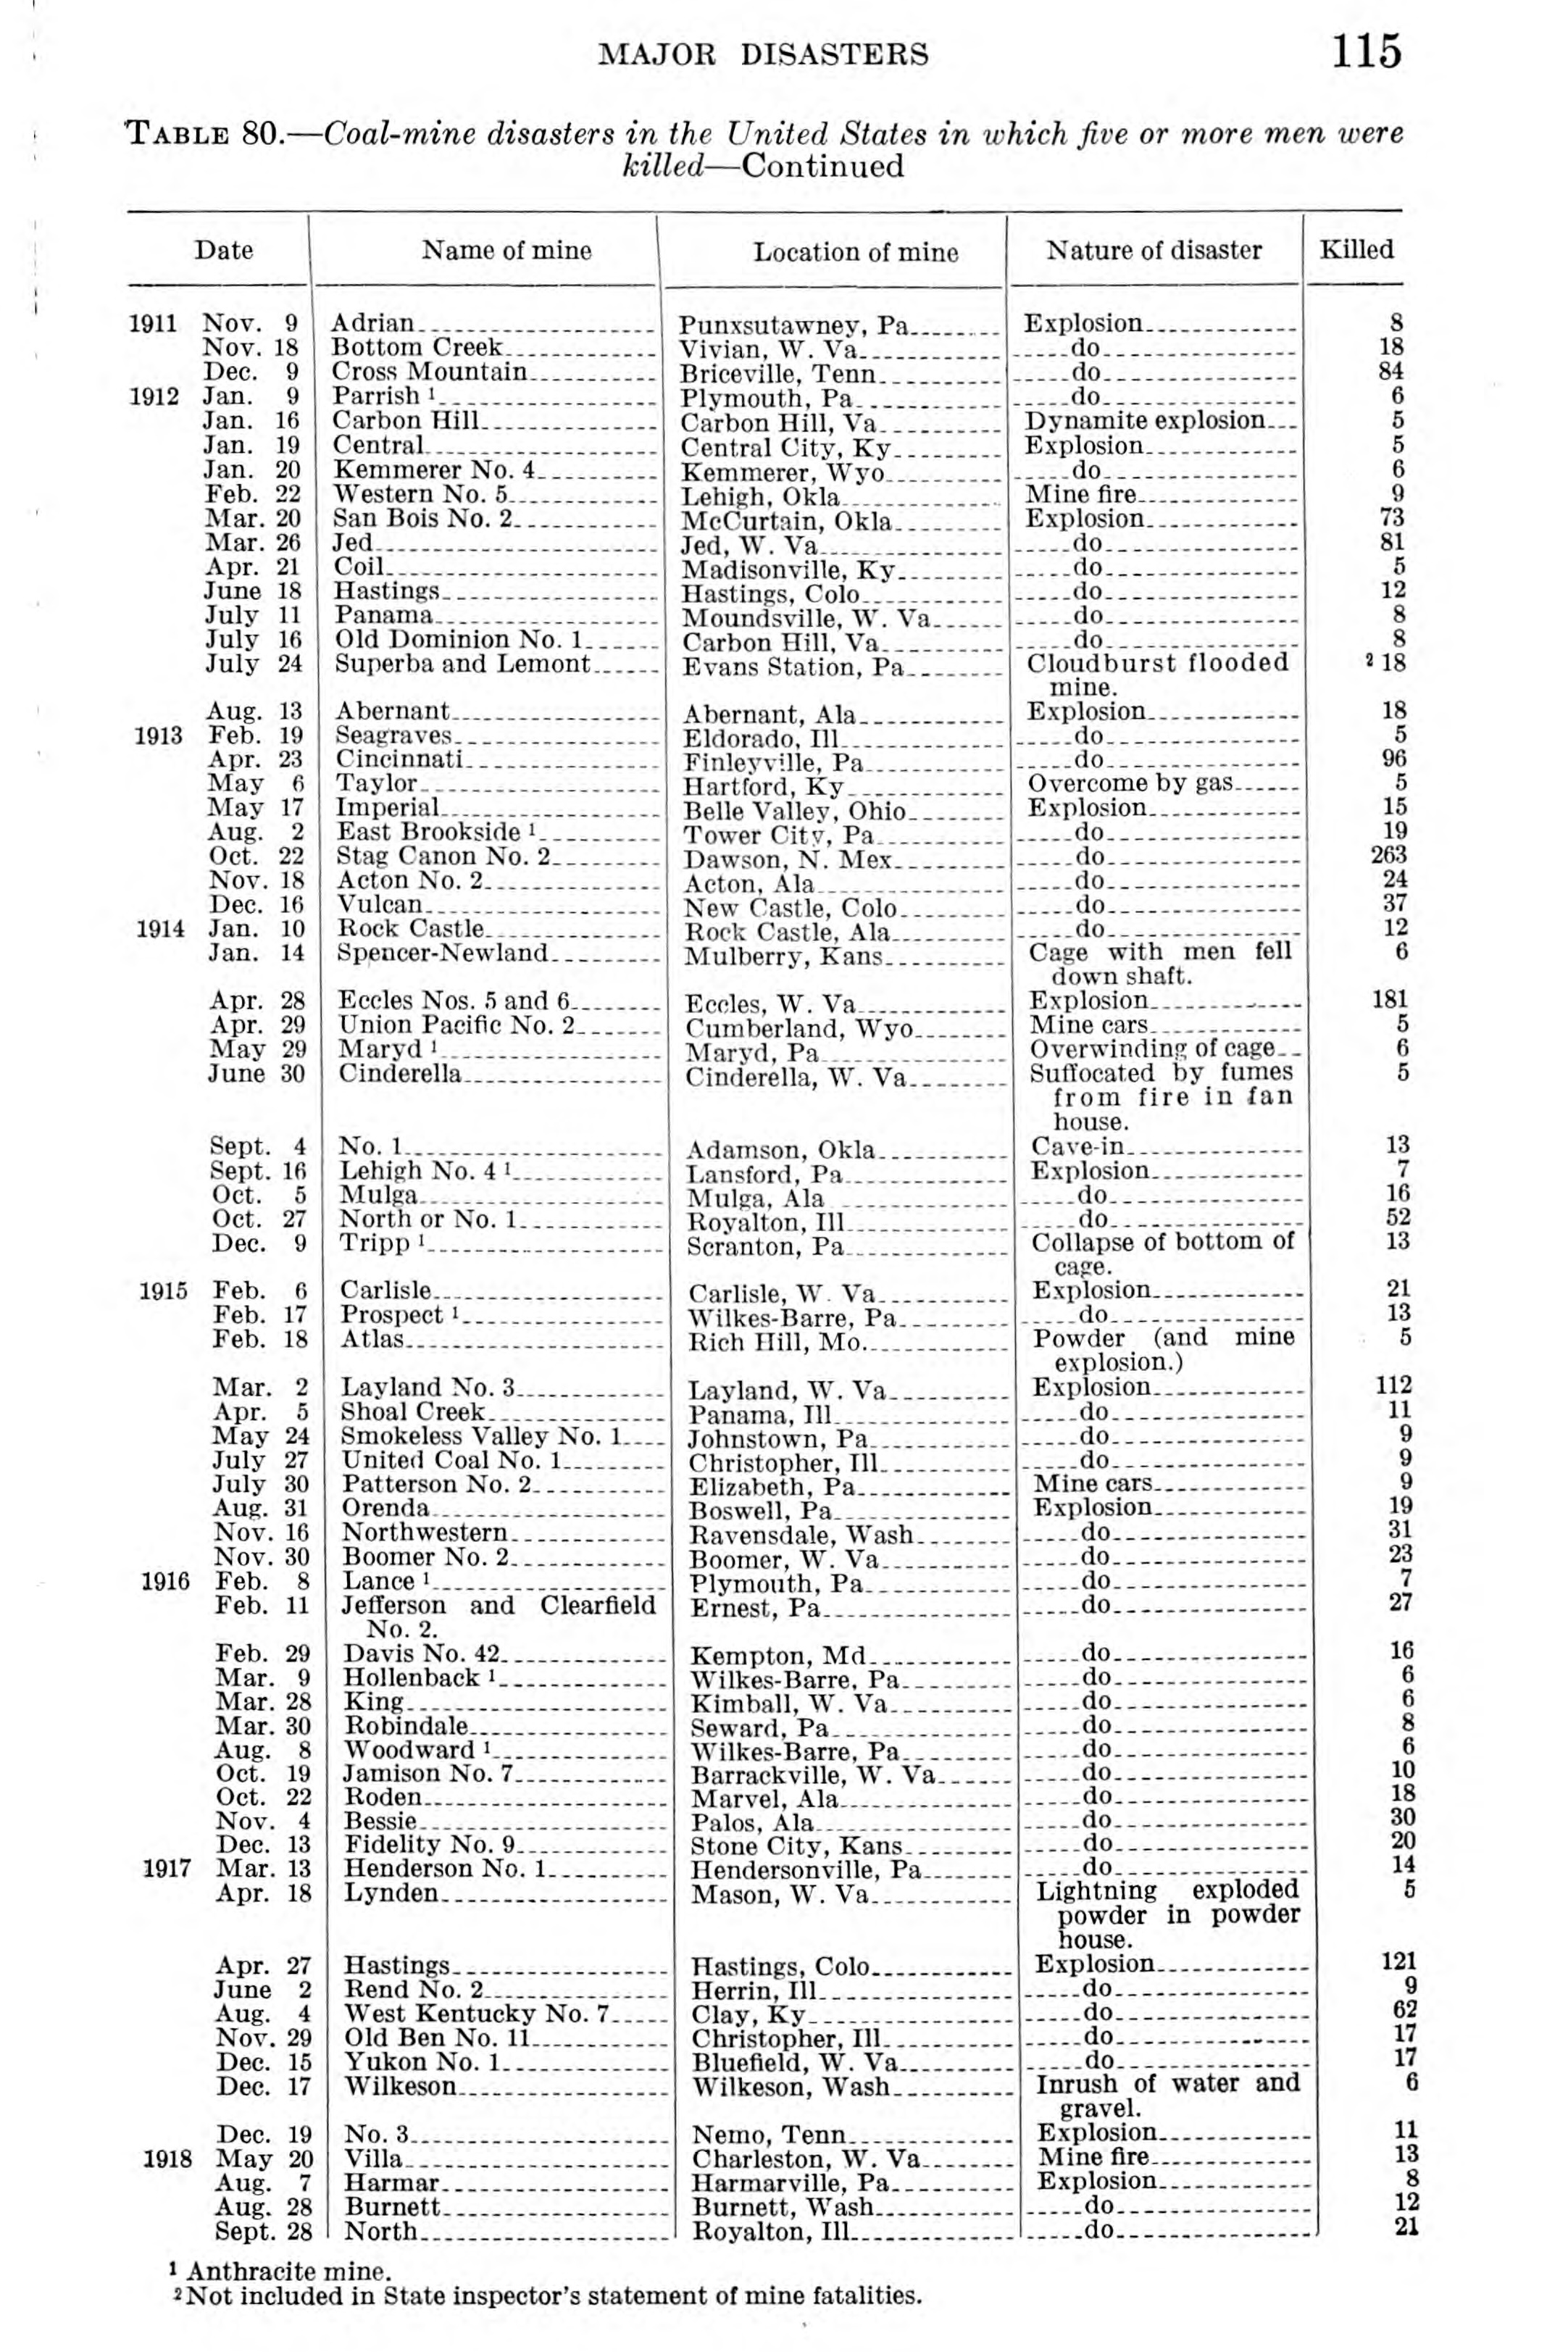 MAJOR DISASTERS 115
TABLE 80.—Coal-mine disasters in the United States in which five or more men were
killed—Continued
Date Name of mine Location of mine Nature of disaster Killed
1911 Nov. 9 Adrian Punxsutawney, Pa Explosion 8
Nov. 18 Bottom Creek Vivian, W. Va do 18
Dec. 9 Cross Mountain Briceville, Tenn do 84
1912 Jan. 9 Parrish 1 Plymouth, Pa do 6
Jan. 16 Carbon Hill Carbon Hill, Va Dynamite explosion 5
Jan. 19 Central Central City, Ky Explosion 5
Jan. 20 Kemmerer No. 4 Kemmerer, Wyo do 6
Feb. 22 Western No. 5 Lehigh, Okla Mine fire 9
Mar. 20 San Bois No. 2 McCurtain, Okla Explosion 73
Mar. 26 Jed Jed, W. Va do 81
Apr. 21 Coil Madisonville, Ky do 5
June 18 Hastings Hastings, Colo do 12
July 11 Panama Moundsville, W. Va do 8
July 16 Old Dominion No. 1 Carbon Hill, Va do 8
July 24 Superba and Lemont Evans Station, Pa Cloudburst flooded 2 18
mine.
Aug. 13 Abernant Abernant, Ala Explosion 18
1913 Feb. 19 Seagraves Eldorado, Ill do 5
Apr. 23 Cincinnati Finleyville, Pa do 96
May 6 Taylor Hartford, Ky Overcome by gas 5
May 17 Imperial Belle Valley, Ohio Explosion 15
Aug. 2 East Brookside 1 Tower City, Pa do 19
Oct. 22 Stag Canon No. 2 Dawson, N. Mex do 263
Nov. 18 Acton No. 2 Acton, Ala do 24
Dec. 16 Vulcan New Castle, Colo do 37
1914 Jan. 10 Rock Castle Rock Castle, Ala do 12
Jan. 14 Spencer-Newland Mulberry, Kans Cage with men fell 6
down shaft.
Apr. 28 Eccles Nos. 5 and 6 Eccles, W. Va Explosion 181
Apr. 29 Union Pacific No. 2 Cumberland, Wyo Mine cars 5
May 29 Maryd 1 Maryd, Pa Overwinding of cage 6
June 30 Cinderella Cinderella, W. Va Suffocated by fumes 5
from fire in fan
house.
Sept. 4 No. 1 Adamson, Okla Cave-in 13
Sept. 16 Lehigh No. 4 1 Lansford, Pa Explosion 7
Oct. 5 Mulga Mulga, Ala do 16
Oct. 27 North or No. 1 Royalton, Ill do 52
Dec. 9 Tripp 1 Scranton, Pa Collapse of bottom of 13
cage.
1915 Feb. 6 Carlisle Carlisle, W. Va Explosion 21
Feb. 17 Prospect 1 Wilkes-Barre, Pa do 13
Feb. 18 Atlas Rich Hill, Mo. Powder (and mine 5
explosion.)
Mar. 2 Layland No. 3 Layland, W. Va Explosion 112
Apr. 5 Shoal Creek Panama, Ill do 11
May 24 Smokeless Valley No. 1 Johnstown, Pa do 9
July 27 United Coal No. 1 Christopher, Ill do 9
July 30 Patterson No. 2 Elizabeth, Pa Mine cars 9
Aug. 31 Orenda Boswell, Pa Explosion 19
Nov. 16 Northwestern Ravensdale, Wash do 31
Nov. 30 Boomer No. 2 Boomer, W. Va do 23
1916 Feb. 8 Lance 1 Plymouth, Pa do 7
Feb. 11 Jefferson and Clearfield Ernest, Pa do 27
No. 2.
Feb. 29 Davis No. 42 Kempton, Md do 16
Mar. 9 Hollenback 1 Wilkes-Barre, Pa do 6
Mar. 28 King Kimball, W. Va do 6
Mar. 30 Robindale Seward, Pa do 8
Aug. 8 Woodward 1 Wilkes-Barre, Pa do 6
Oct. 19 Jamison No. 7 Barrackville, W. Va do 10
Oct. 22 Roden Marvel, Ala do 18
Nov. 4 Bessie Palos, Ala do 30
Dec. 13 Fidelity No. 9 Stone City, Kans do 20
1917 Mar. 13 Henderson No. 1 Hendersonville, Pa do 14
Apr. 18 Lynden Mason, W. Va Lightning exploded 5
powder in powder
house.
Apr. 27 Hastings Hastings, Colo Explosion 121
June 2 Rend No. 2 Herrin, Ill do 9
Aug. 4 West Kentucky No. 7 Clay, Ky do 62
Nov. 29 Old Ben No. 11 Christopher, Ill do 17
Dec. 15 Yukon No. 1 Bluefield, W. Va do 17
Dec. 17 Wilkeson Wilkeson, Wash Inrush of water and 6
gravel.
Dec. 19 No. 3 Nemo, Tenn Explosion 11
1918 May 20 Villa Charleston, W. Va Mine fire 13
Aug. 7 Harmar Harmarville, Pa Explosion 8
Aug. 28 Burnett Burnett, Wash do 12
Sept. 28 North Royalton, Ill do 21
1 Anthracite mine.
2 Not included in State inspector's statement of mine fatalities.